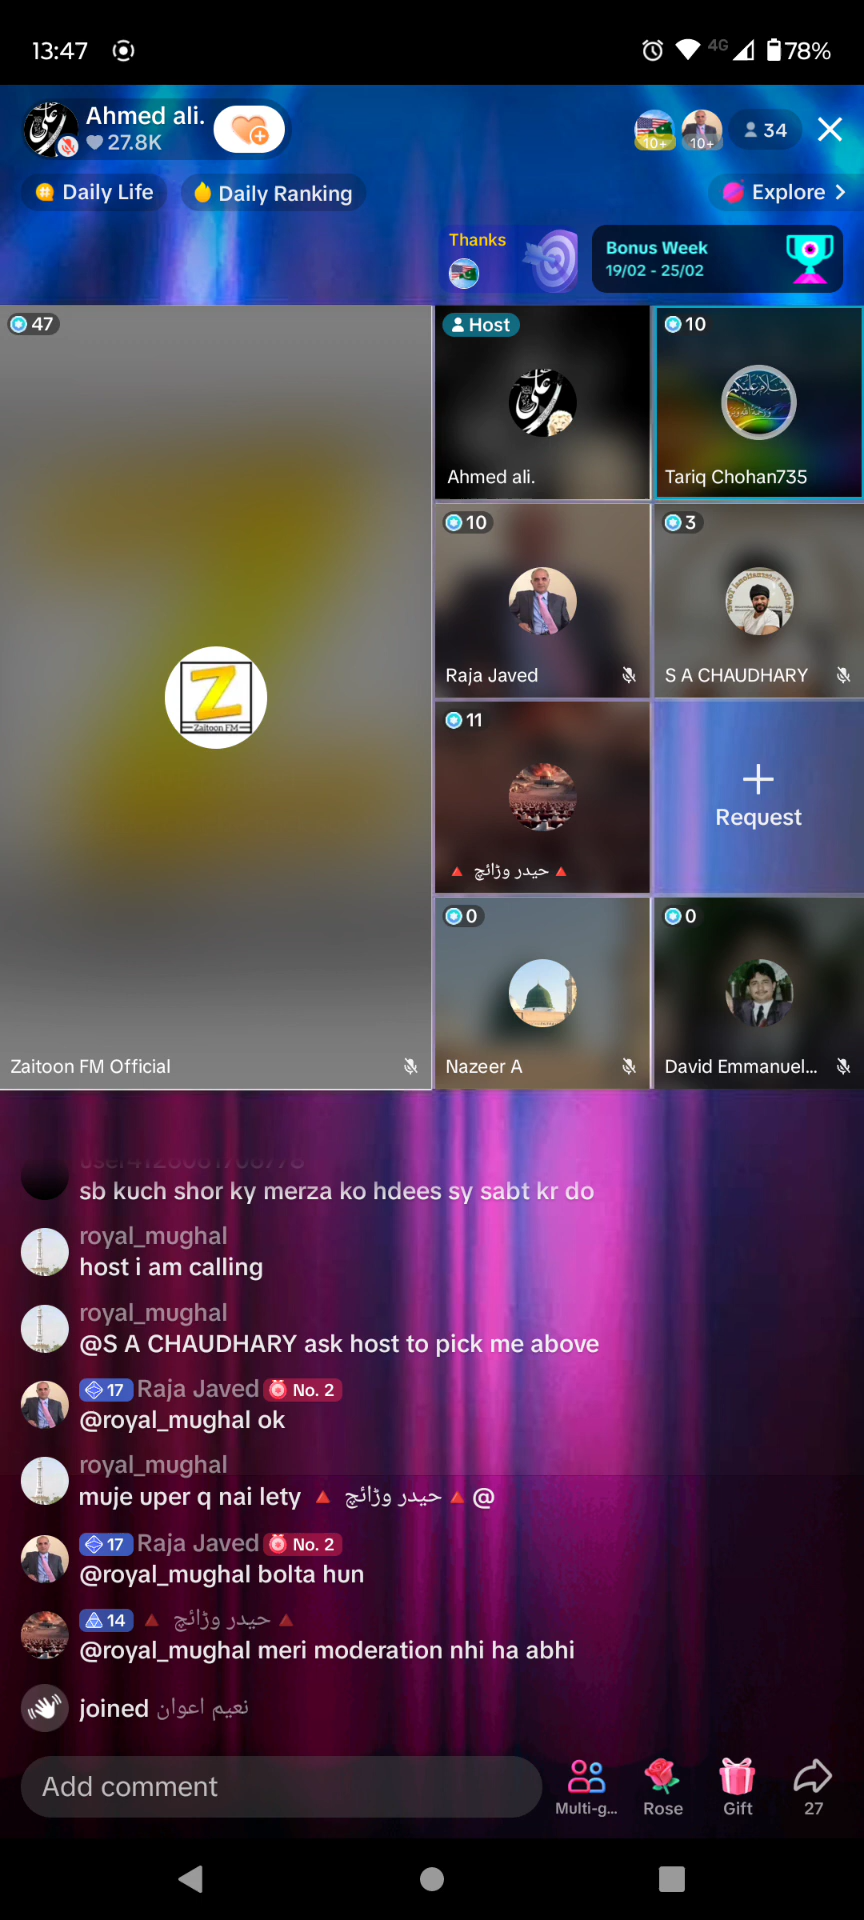 13:47
4G
78%
Ahmed ali.
27.8K
10+
10+
34
Daily Life
Daily Ranking
Explore
Thanks
Bonus Week
19/02 - 25/02
47
Host
Ahmed ali.
10
Tariq Chohan735
10
Raja Javed
3
S A CHAUDHARY
11
🔺 حیدر وڑائچ 🔺
Request
Z
Zaitoon FM
Zaitoon FM Official
0
Nazeer A
0
David Emmanuel...
sb kuch shor ky merza ko hdees sy sabt kr do
royal_mughal
host i am calling
royal_mughal
@S A CHAUDHARY ask host to pick me above
17 Raja Javed No. 2
@royal_mughal ok
royal_mughal
muje uper q nai lety 🔺 حیدر وڑائچ 🔺@
17 Raja Javed No. 2
@royal_mughal bolta hun
14 🔺 حیدر وڑائچ 🔺
@royal_mughal meri moderation nhi ha abhi
joined نعیم اعوان
Add comment
Multi-g...
Rose
Gift
27